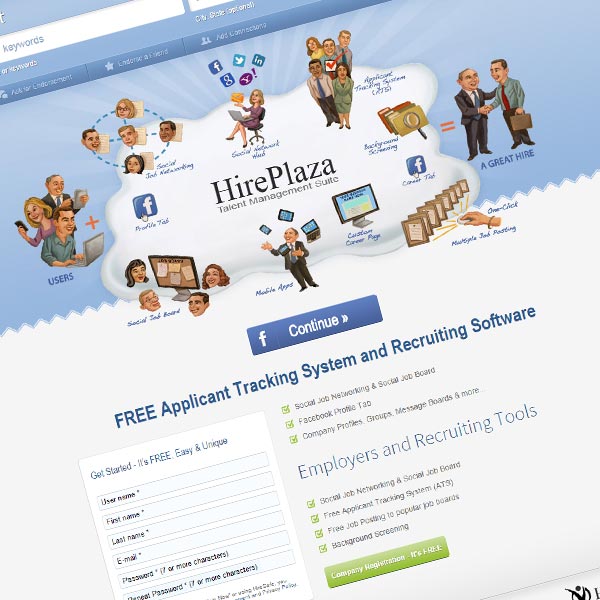 City, State (optional)
keywords
or keywords
Ask for Endorsement
Endorse a Friend
Add Connections
Applicant
Tracking System
(ATS)
Social
Job Networking
Social Network
Hub
Background
Screening
=
A GREAT HIRE
HirePlaza
Talent Management Suite
Career Tab
Profile Tab
+
USERS
One-Click
Multiple Job Posting
Custom
Career Page
Mobile Apps
Social Job Board
f Continue »
FREE Applicant Tracking System and Recruiting Software
Social Job Networking & Social Job Board
Facebook Profile Tab
Company Profiles, Groups, Message Boards & more...
Get Started - It's FREE Easy & Unique
User name *
First name *
Last name *
E-mail *
Password * (7 or more characters)
Repeat Password * (7 or more characters)
Employers and Recruiting Tools
Social Job Networking & Social Job Board
Free Applicant Tracking System (ATS)
Free Job Posting to popular job boards
Background Screening
Company Registration - It's FREE